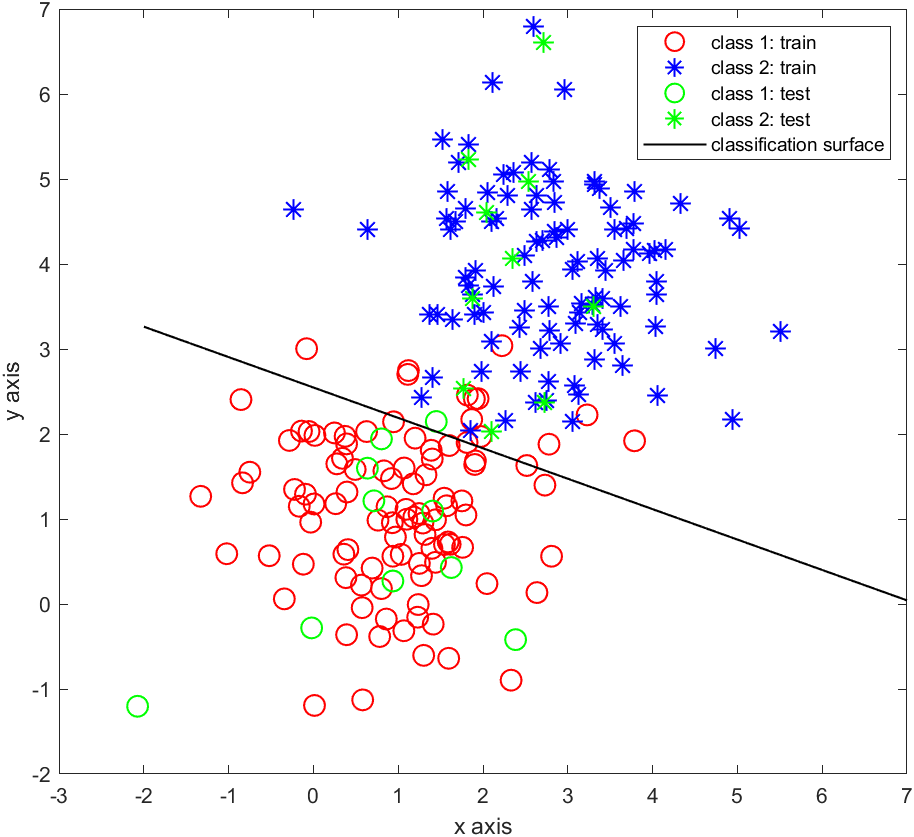 7
6
5
4
3
2
1
0
-1
-2
y axis
class 1: train
class 2: train
class 1: test
class 2: test
classification surface
-3 -2 -1 0 1 2 3 4 5 6 7
x axis